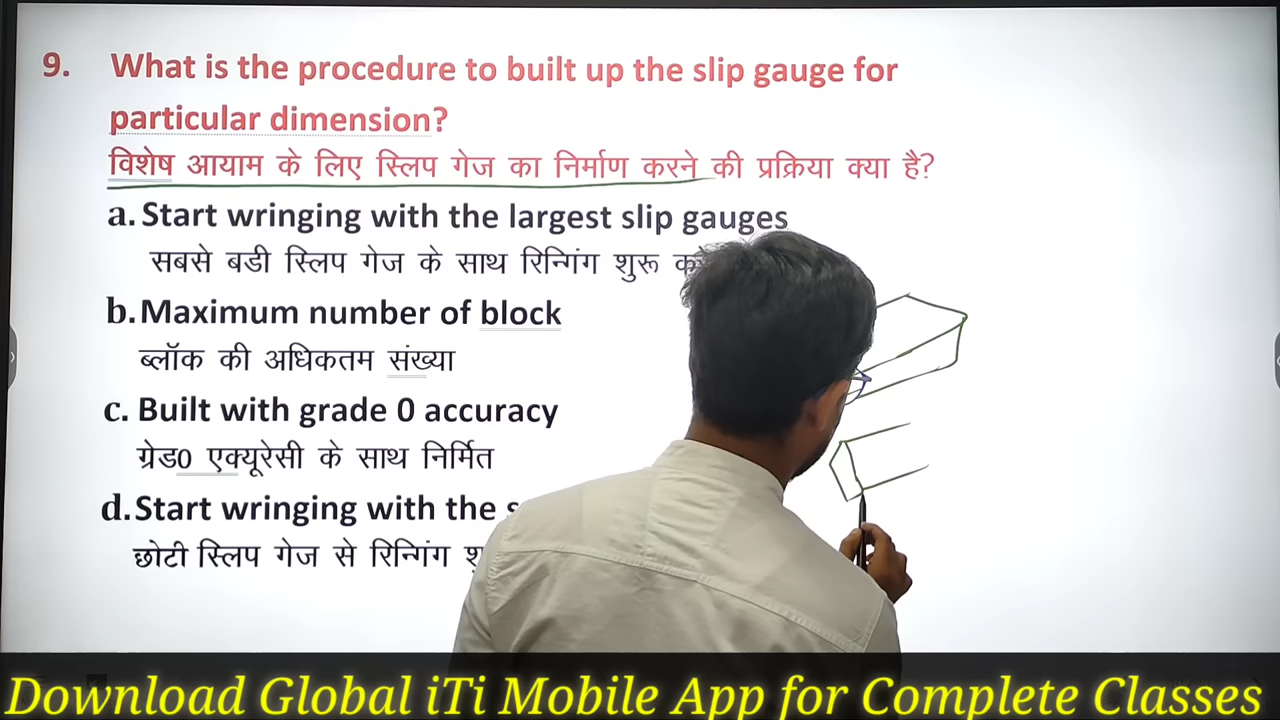 9. What is the procedure to built up the slip gauge for
particular dimension?
विशेष आयाम के लिए स्लिप गेज का निर्माण करने की प्रक्रिया क्या है?
a. Start wringing with the largest slip gauges
सबसे बडी स्लिप गेज के साथ रिन्गिंग शुरू
b. Maximum number of block
ब्लॉक की अधिकतम संख्या
c. Built with grade 0 accuracy
ग्रेड0 एक्यूरेसी के साथ निर्मित
d. Start wringing with the
छोटी स्लिप गेज से रिन्गिंग
Download Global iTi Mobile App for Complete Classes